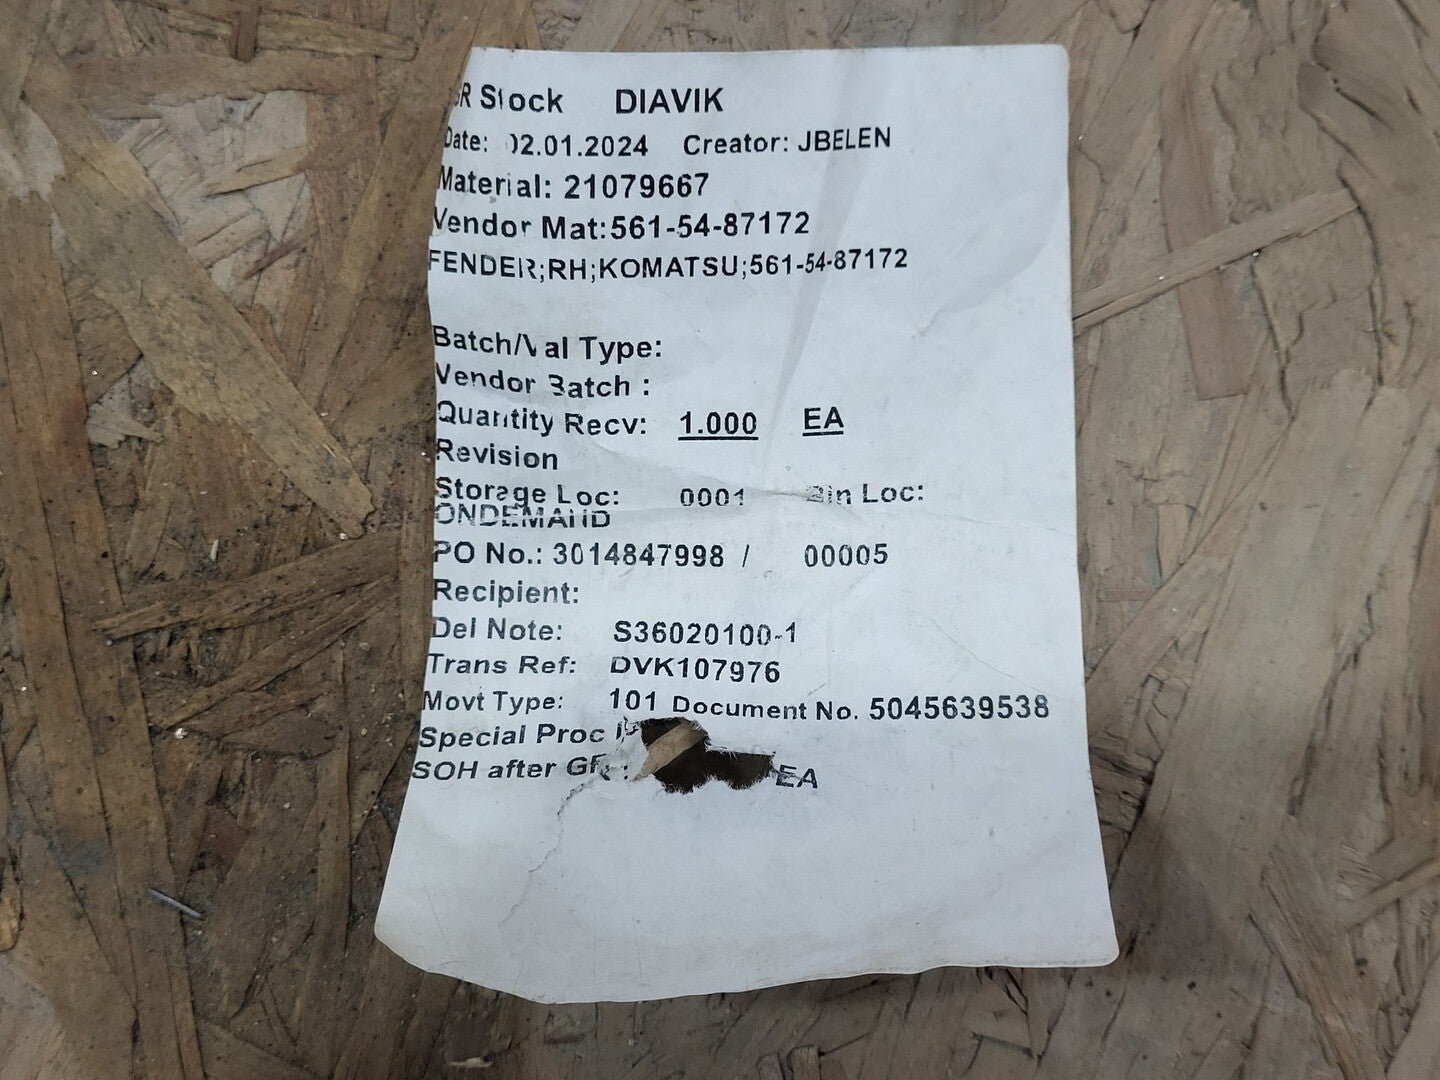 GR Stock DIAVIK
Date: 02.01.2024 Creator: JBELEN
Material: 21079667
Vendor Mat:561-54-87172
FENDER;RH;KOMATSU;561-54-87172
Batch/Val Type:
Vendor Batch :
Quantity Recv: 1.000 EA
Revision
Storage Loc: 0001 Bin Loc:
ONDEMAND
PO No.: 3014847998 / 00005
Recipient:
Del Note: S36020100-1
Trans Ref: DVK107976
Movt Type: 101 Document No. 5045639538
Special Proc
SOH after GR : EA